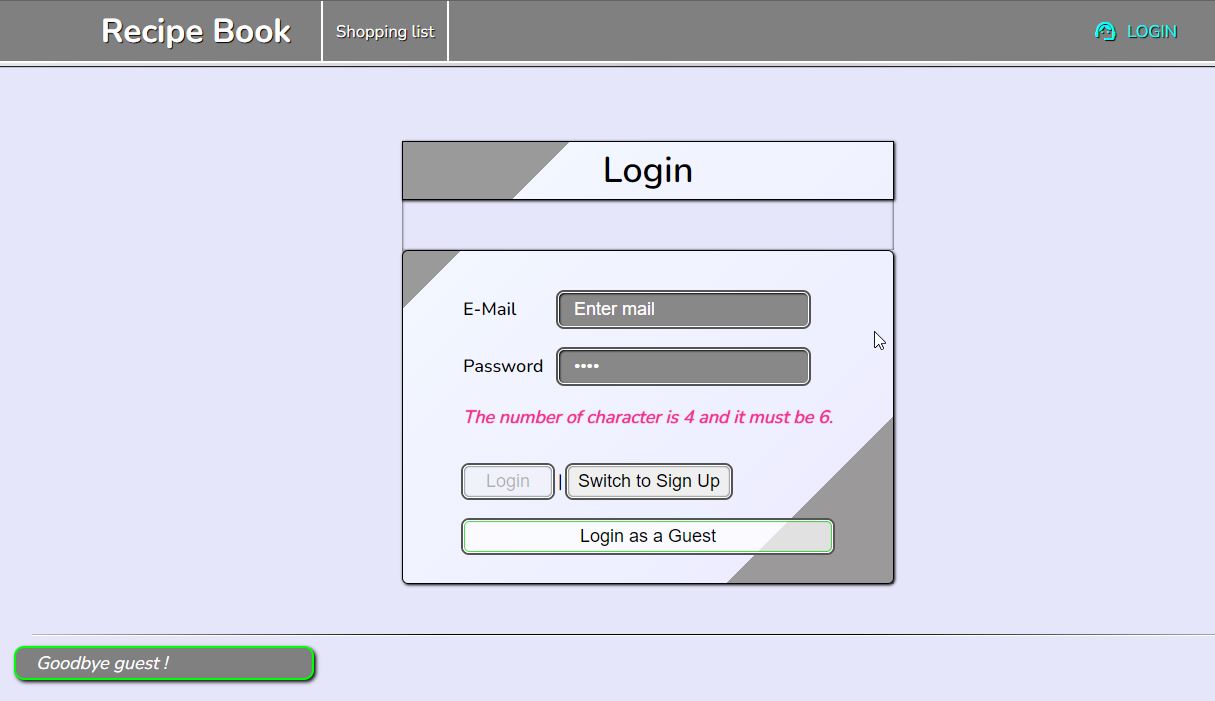 Recipe Book
Shopping list
LOGIN
Login
E-Mail
Enter mail
Password
••••
The number of character is 4 and it must be 6.
Login | Switch to Sign Up
Login as a Guest
Goodbye guest !